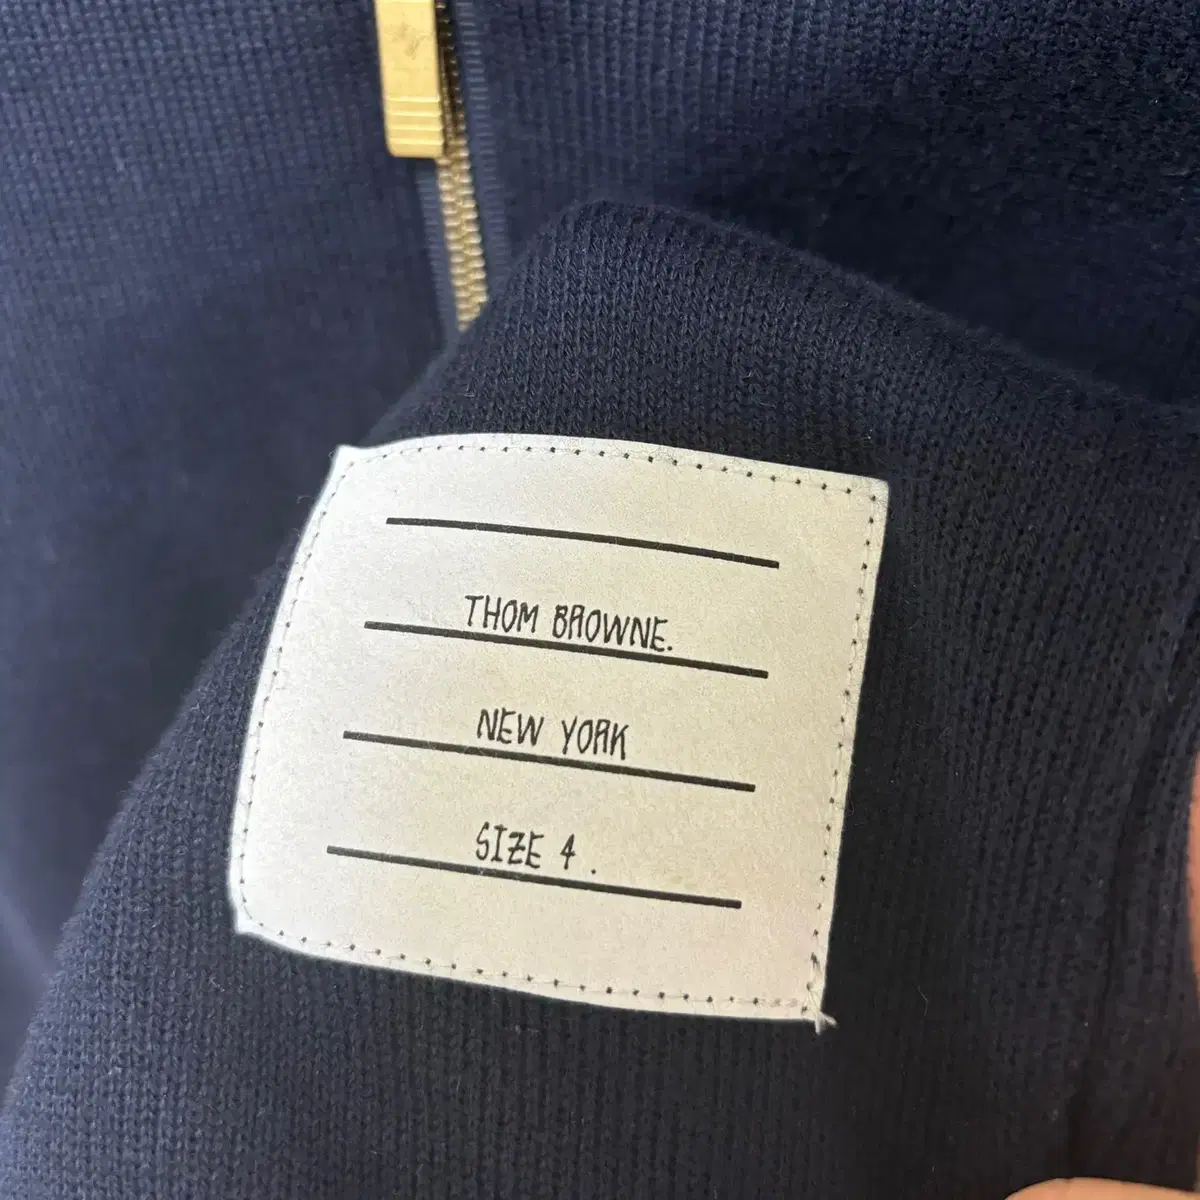 THOM BROWNE.
NEW YORK
SIZE 4 .